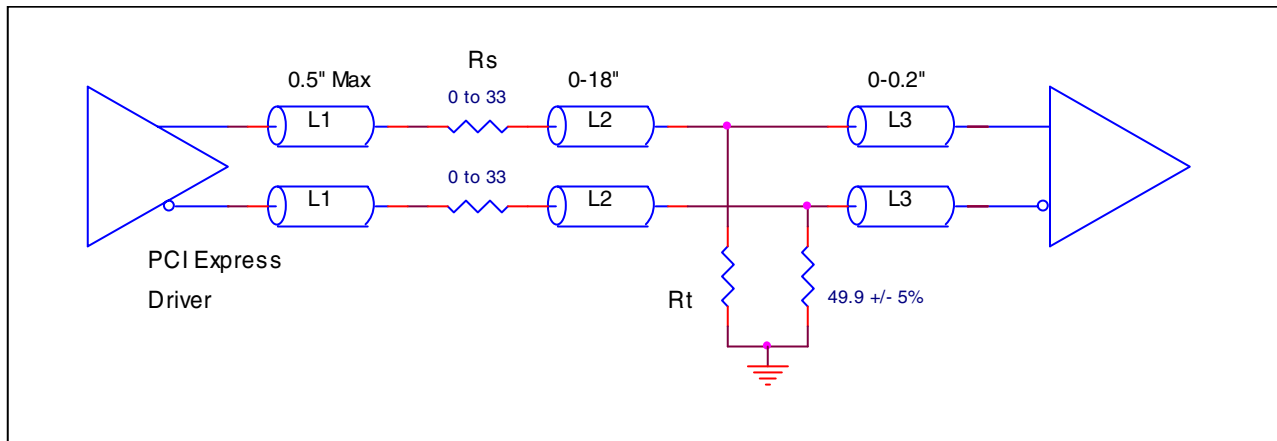 Rs
0.5" Max
0-18"
0-0.2"
0 to 33
L1
L2
L3
0 to 33
L1
L2
L3
PCI Express
Driver
Rt
49.9 +/- 5%